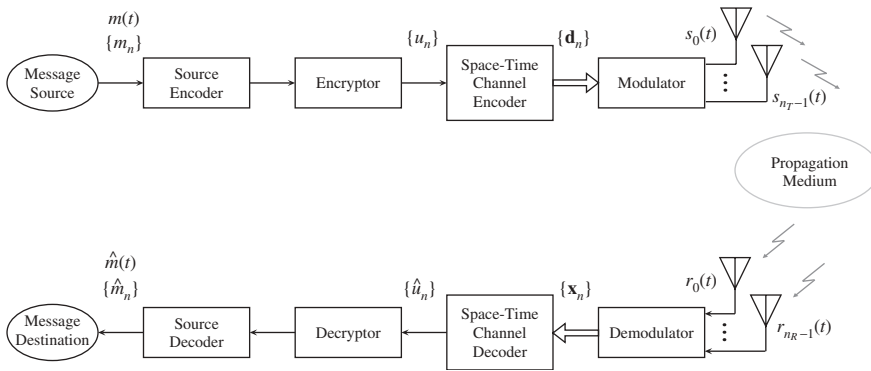 m(t)
{m_n}
{u_n}
{d_n}
s_0(t)
Message
Source
Source
Encoder
Encryptor
Space-Time
Channel
Encoder
Modulator
s_{n_T−1}(t)
Propagation
Medium
m̂(t)
{m̂_n}
{û_n}
{x_n}
r_0(t)
Message
Destination
Source
Decoder
Decryptor
Space-Time
Channel
Decoder
Demodulator
r_{n_R−1}(t)